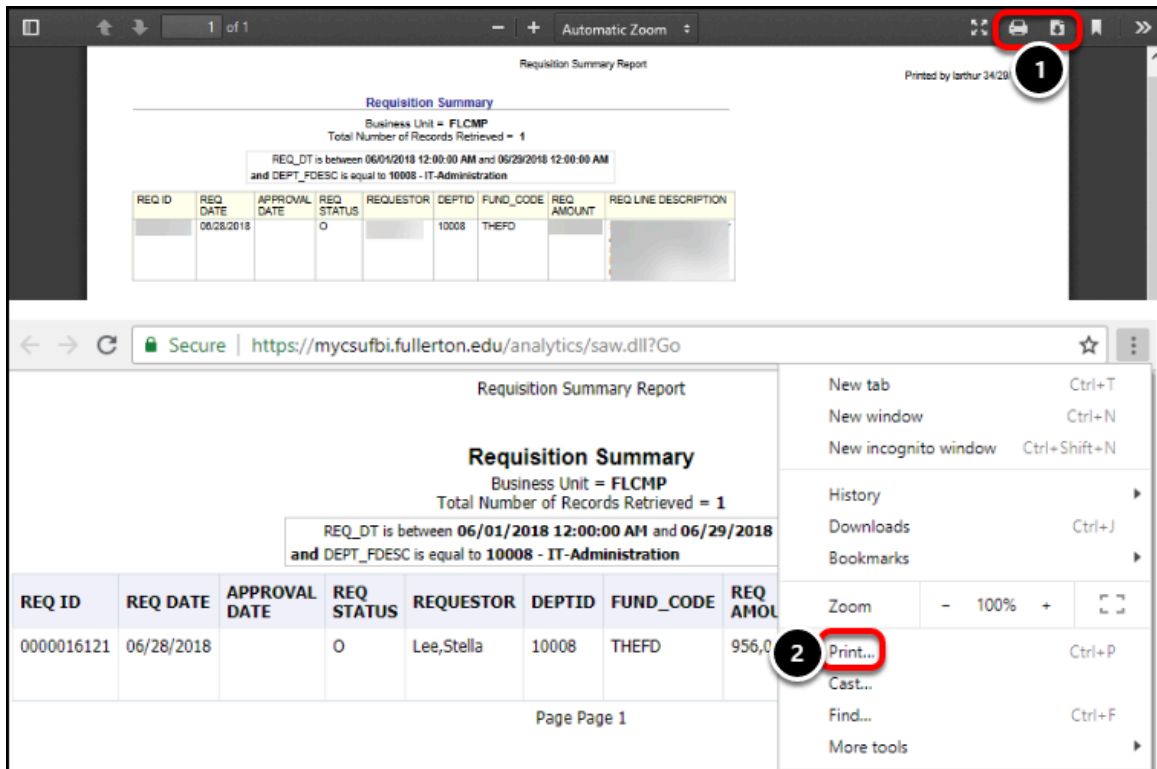 1 of 1 − + Automatic Zoom
Requisition Summary Report
Printed by larthur
1
Requisition Summary
Business Unit = FLCMP
Total Number of Records Retrieved = 1
REQ_DT is between 06/01/2018 12:00:00 AM and 06/29/2018 12:00:00 AM
and DEPT_FDESC is equal to 10008 - IT-Administration
REQ ID REQ DATE APPROVAL DATE REQ STATUS REQUESTOR DEPTID FUND_CODE REQ AMOUNT REQ LINE DESCRIPTION
06/28/2018 O 10008 THEFD
Secure | https://mycsufbi.fullerton.edu/analytics/saw.dll?Go
Requisition Summary Report
Requisition Summary
Business Unit = FLCMP
Total Number of Records Retrieved = 1
REQ_DT is between 06/01/2018 12:00:00 AM and 06/29/2018
and DEPT_FDESC is equal to 10008 - IT-Administration
REQ ID REQ DATE APPROVAL DATE REQ STATUS REQUESTOR DEPTID FUND_CODE REQ
0000016121 06/28/2018 O Lee,Stella 10008 THEFD 956,0
Page Page 1
New tab Ctrl+T
New window Ctrl+N
New incognito window Ctrl+Shift+N
History
Downloads Ctrl+J
Bookmarks
Zoom - 100% +
2
Print... Ctrl+P
Cast...
Find... Ctrl+F
More tools